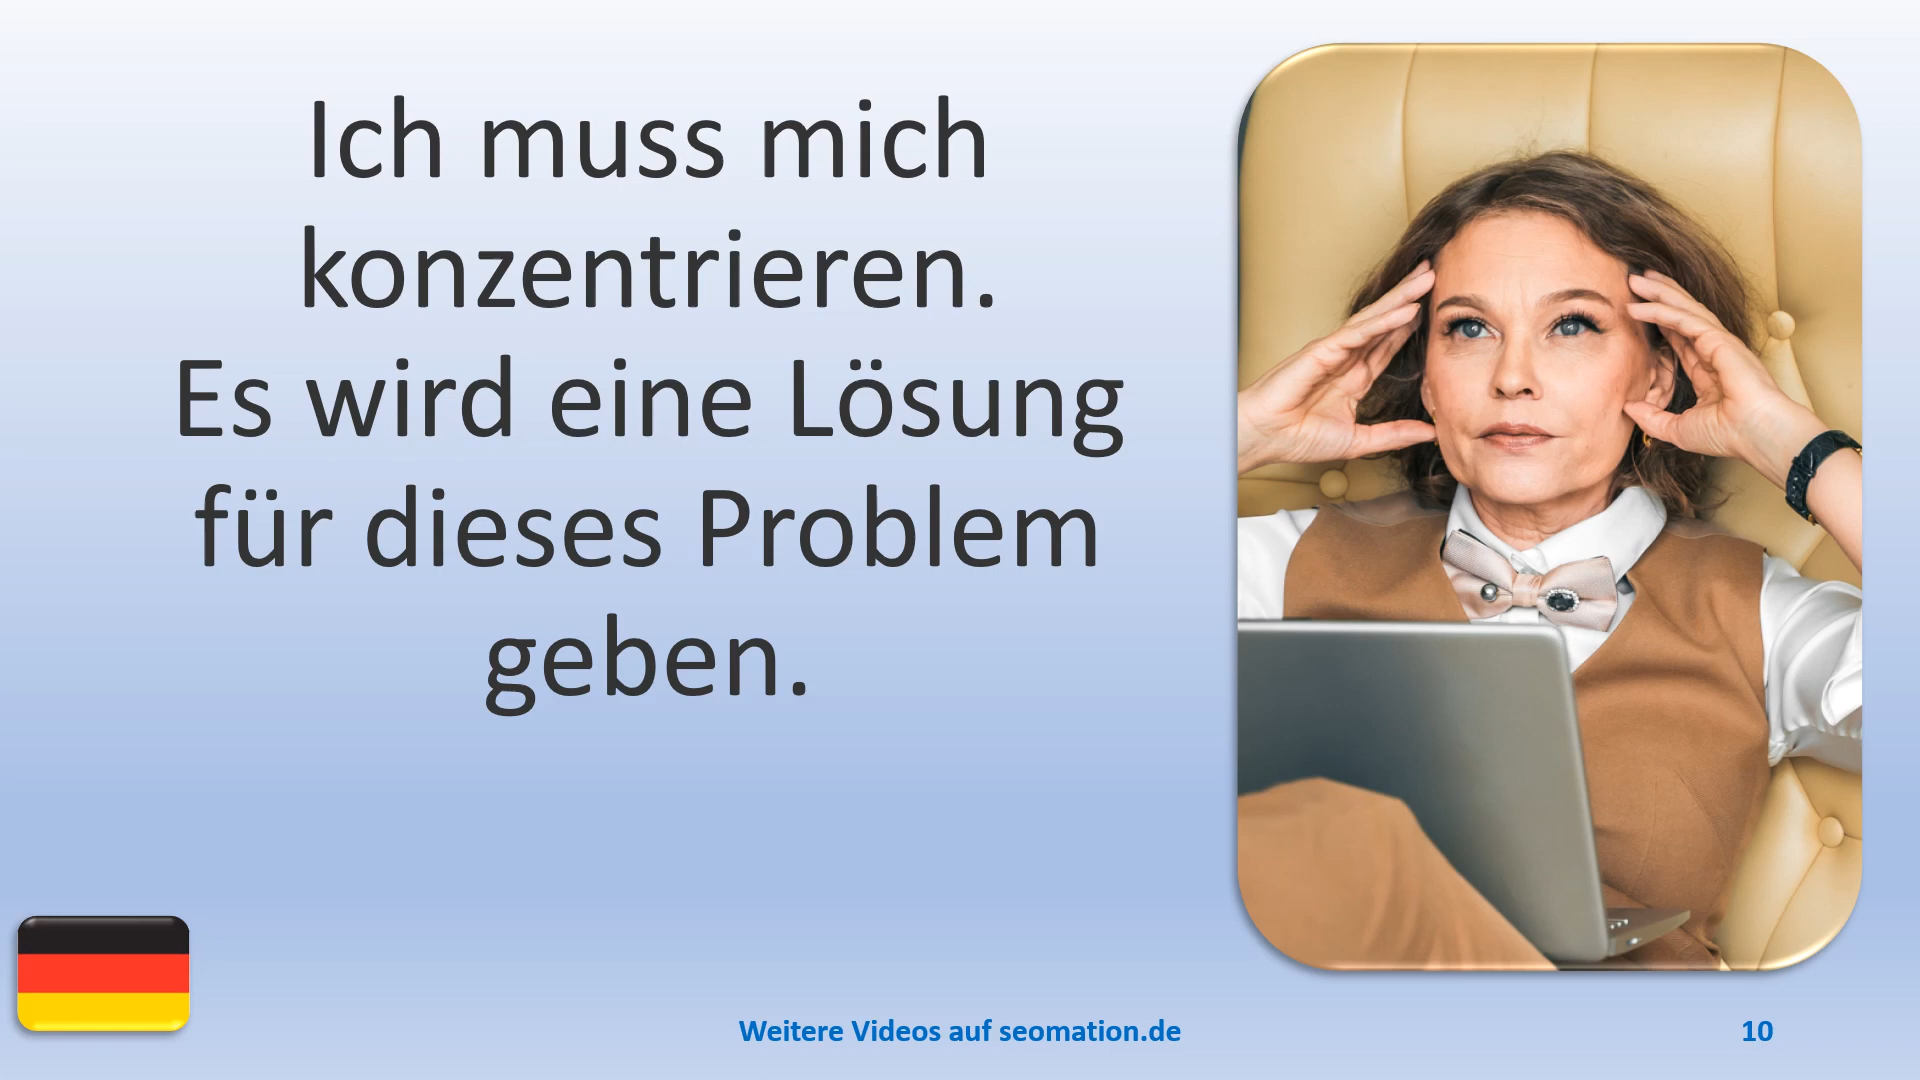 Ich muss mich
konzentrieren.
Es wird eine Lösung
für dieses Problem
geben.
Weitere Videos auf seomation.de
10